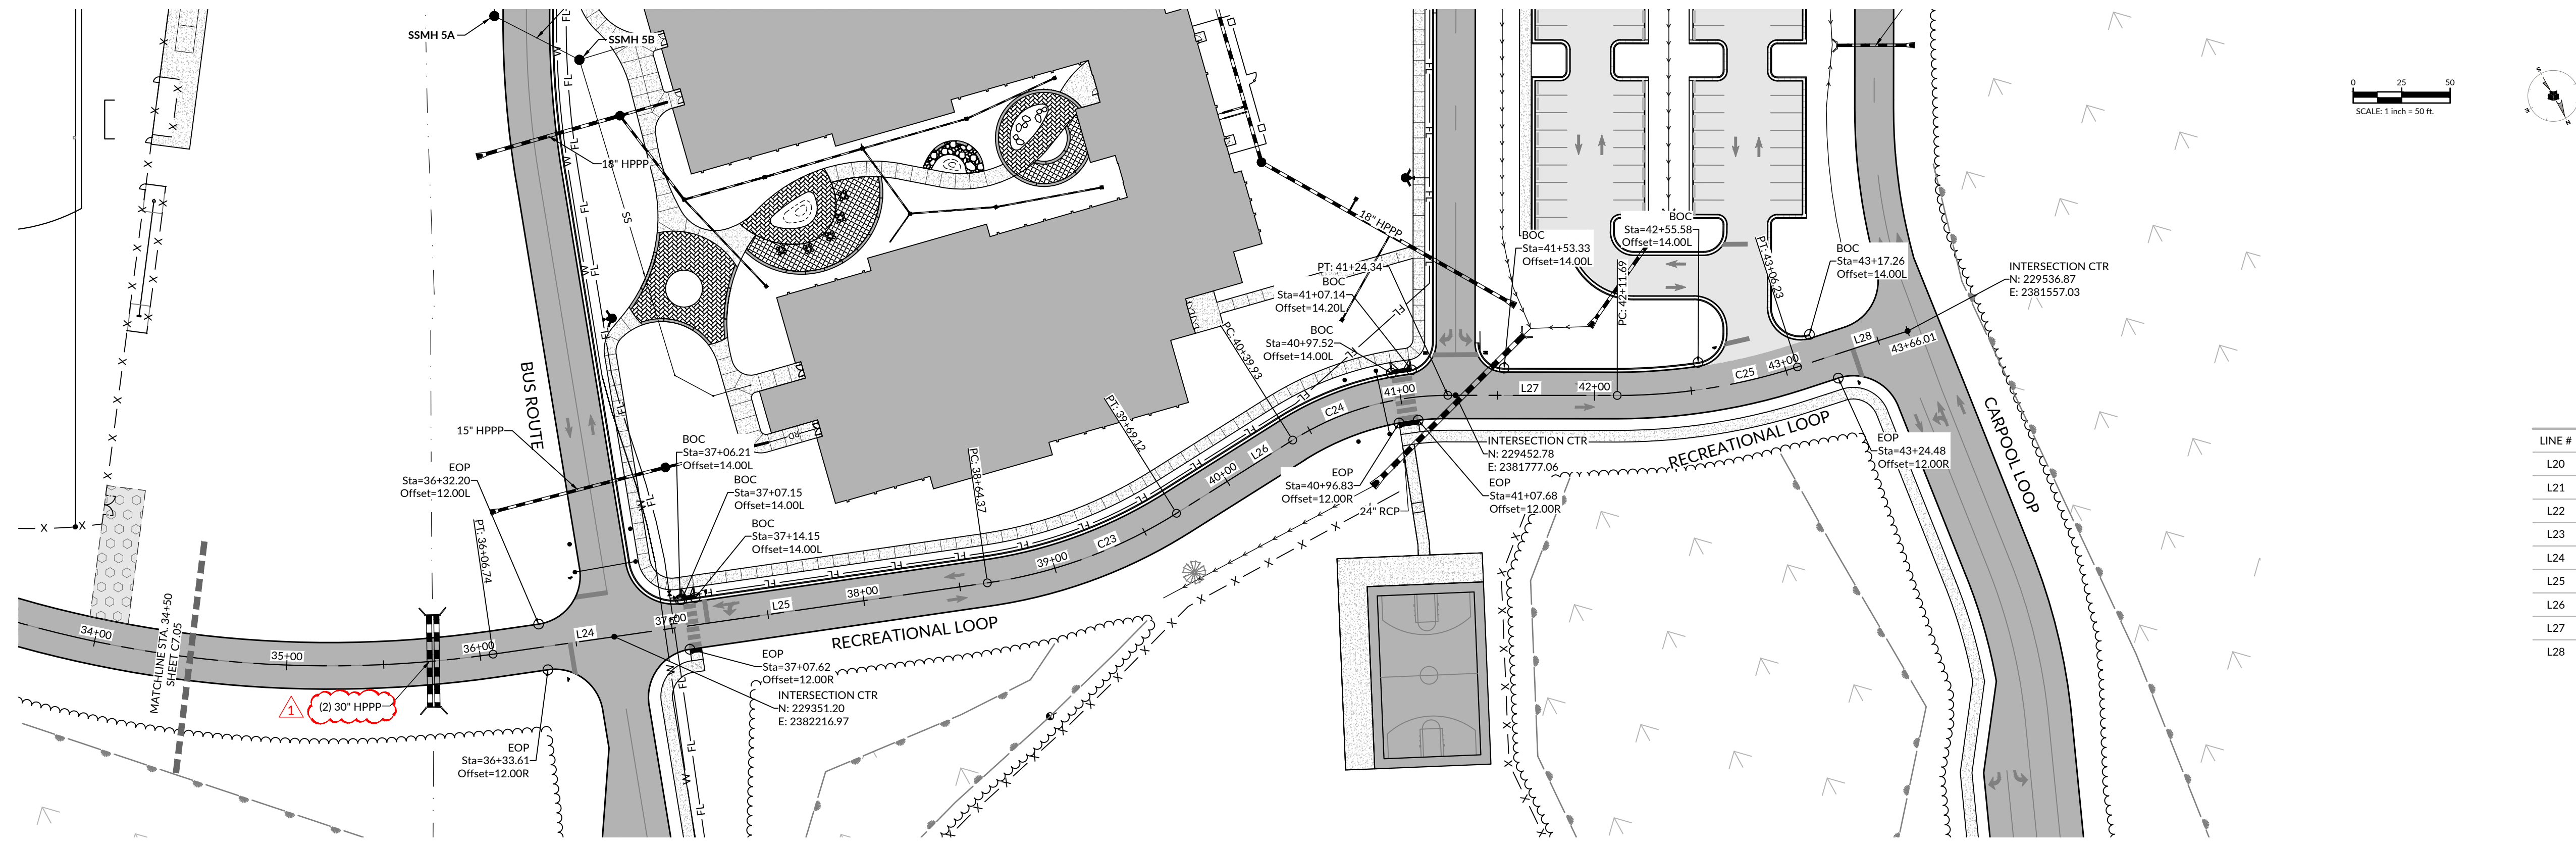 SSMH 5A
SSMH 5B
0 25 50
SCALE: 1 inch = 50 ft.
S
E
N
18" HPPP
SS
18" HPPP
BOC
Sta=42+55.58
Offset=14.00L
BOC
Sta=41+53.33
Offset=14.00L
PC: 42+11.69
PT: 43+06.23
BOC
Sta=43+17.26
Offset=14.00L
INTERSECTION CTR
N: 229536.87
E: 2381557.03
PT: 41+24.34
BOC
Sta=41+07.14
Offset=14.20L
BOC
Sta=40+97.52
Offset=14.00L
PC: 40+39.93
PT: 39+69.12
PC: 38+64.37
L28
43+66.01
43+00
C25
42+00
L27
41+00
C24
L26
40+00
BUS ROUTE
CARPOOL LOOP
RECREATIONAL LOOP
15" HPPP
RD
EOP
Sta=36+32.20
Offset=12.00L
BOC
Sta=37+06.21
Offset=14.00L
BOC
Sta=37+07.15
Offset=14.00L
BOC
Sta=37+14.15
Offset=14.00L
INTERSECTION CTR
N: 229452.78
E: 2381777.06
EOP
Sta=40+96.83
Offset=12.00R
EOP
Sta=41+07.68
Offset=12.00R
24" RCP
EOP
Sta=43+24.48
Offset=12.00R
LINE #
L20
L21
L22
L23
L24
L25
L26
L27
L28
PT: 36+06.74
C23
39+00
38+00
L25
37+00
L24
36+00
35+00
34+00
MATCHLINE STA. 34+50
SHEET C7.05
RECREATIONAL LOOP
EOP
Sta=37+07.62
Offset=12.00R
INTERSECTION CTR
N: 229351.20
E: 2382216.97
1
(2) 30" HPPP
EOP
Sta=36+33.61
Offset=12.00R